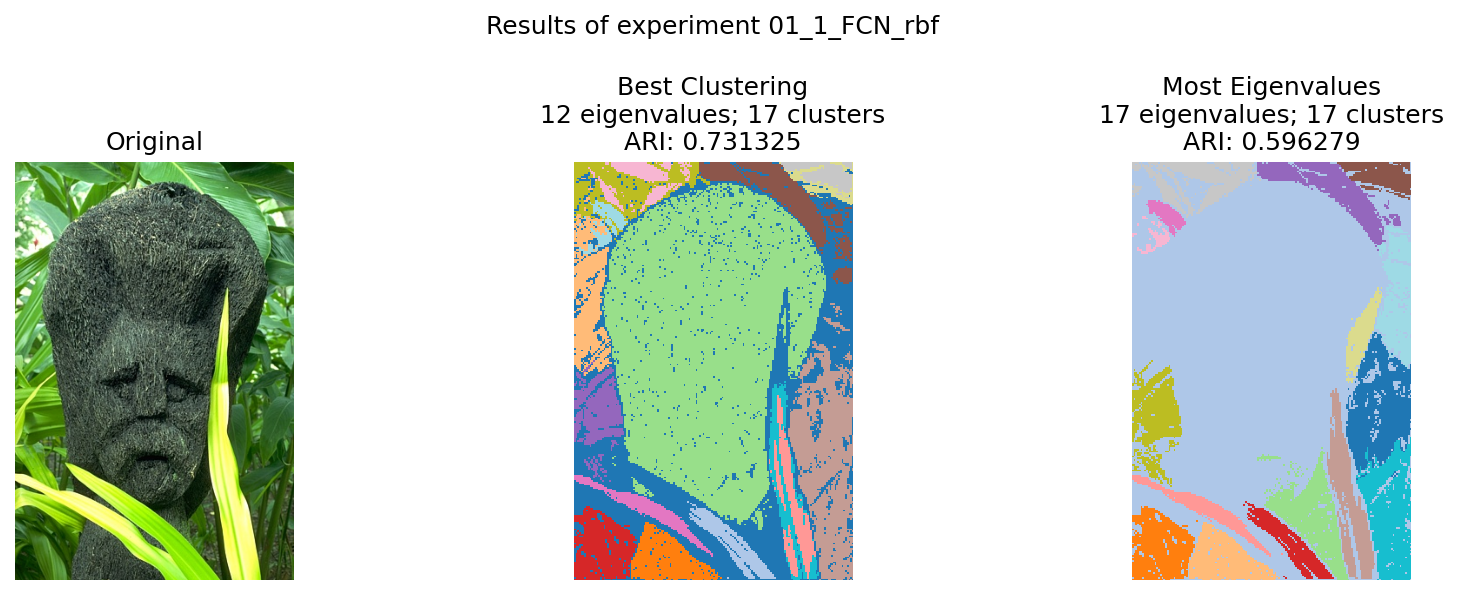 Results of experiment 01_1_FCN_rbf
Original
Best Clustering
12 eigenvalues; 17 clusters
ARI: 0.731325
Most Eigenvalues
17 eigenvalues; 17 clusters
ARI: 0.596279